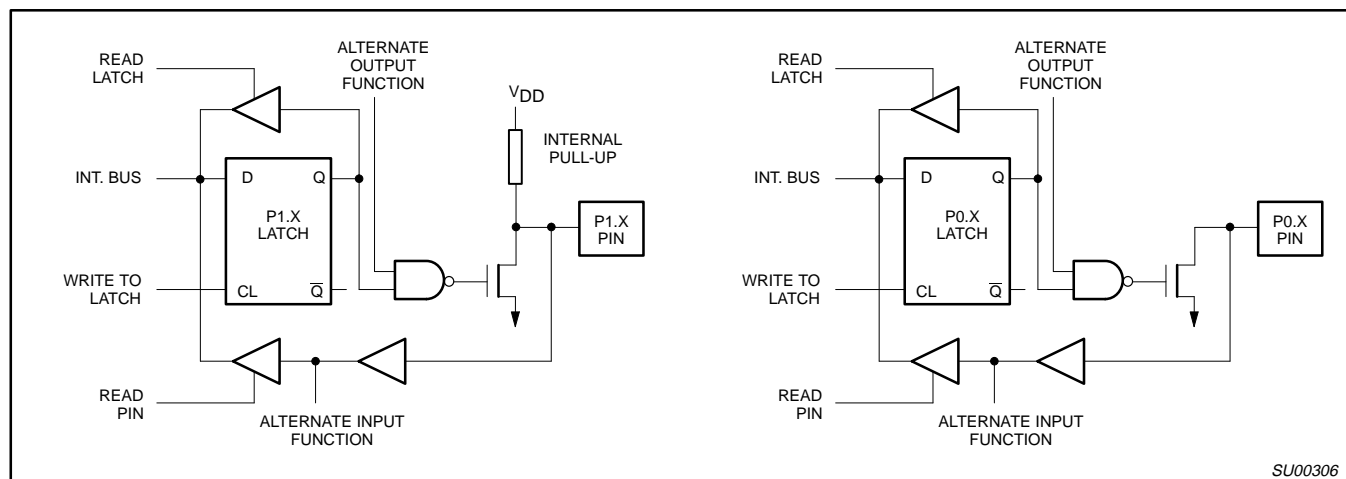 READ
LATCH
ALTERNATE
OUTPUT
FUNCTION
VDD
INTERNAL
PULL-UP
INT. BUS
D
Q
P1.X
LATCH
P1.X
PIN
WRITE TO
LATCH
CL
Q̅
READ
PIN
ALTERNATE INPUT
FUNCTION
READ
LATCH
ALTERNATE
OUTPUT
FUNCTION
INT. BUS
D
Q
P0.X
LATCH
P0.X
PIN
WRITE TO
LATCH
CL
Q̅
READ
PIN
ALTERNATE INPUT
FUNCTION
SU00306